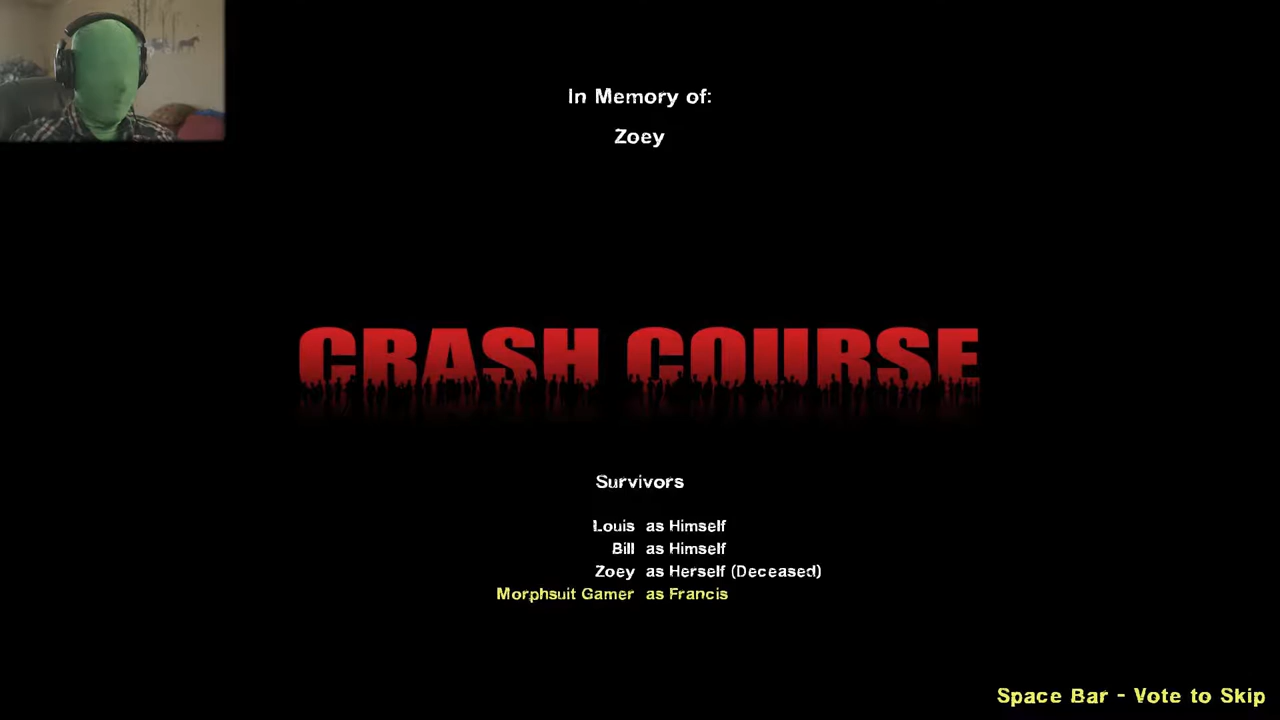 In Memory of:
Zoey
CRASH COURSE
Survivors
Louis as Himself
Bill as Himself
Zoey as Herself (Deceased)
Morphsuit Gamer as Francis
Space Bar - Vote to Skip